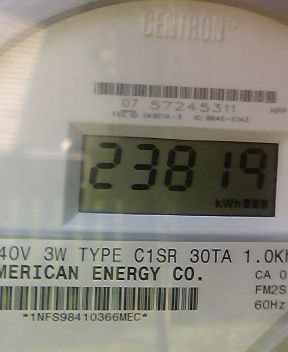 CENTRON®
07 57245311
23819
kWh
40V 3W TYPE C1SR 30TA 1.0K
MERICAN ENERGY CO.
CA 0
FM2S
60Hz
*1NFS98410366MEC*